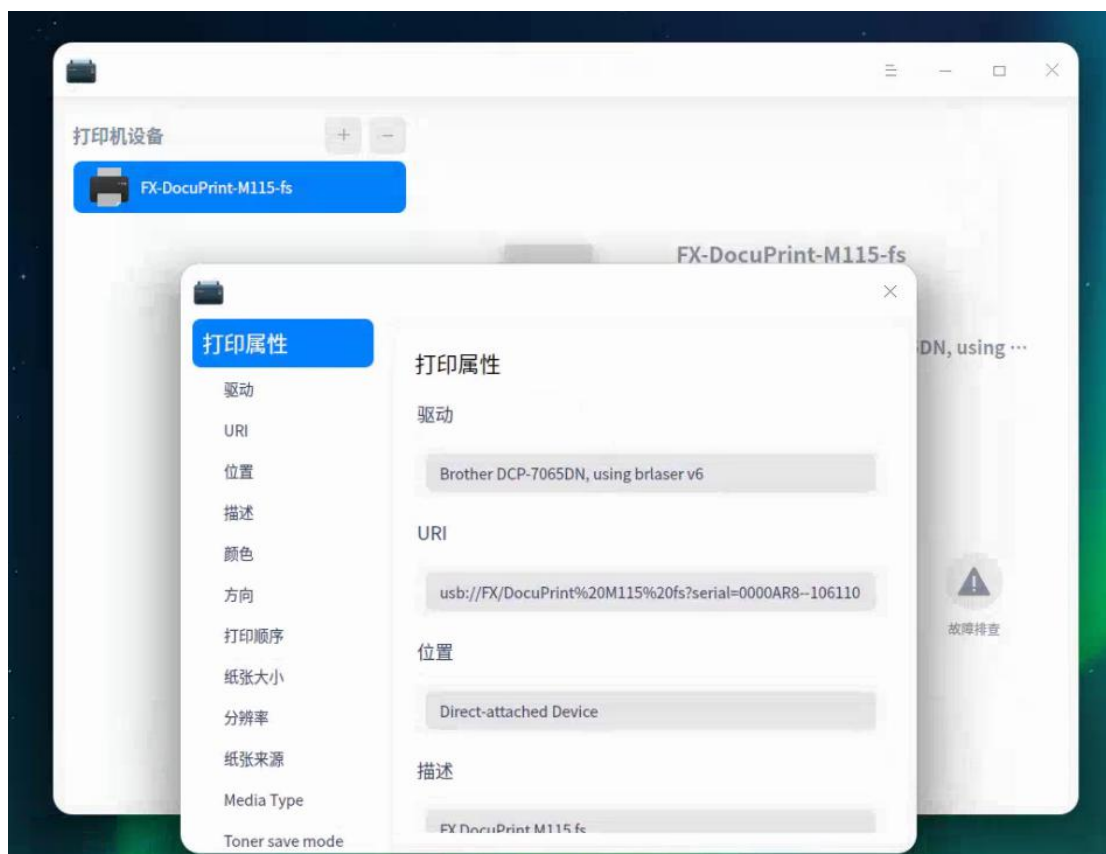 打印机设备
FX-DocuPrint-M115-fs
FX-DocuPrint-M115-fs
DN, using ···
故障排查
打印属性
驱动
URI
位置
描述
颜色
方向
打印顺序
纸张大小
分辨率
纸张来源
Media Type
Toner save mode
打印属性
驱动
Brother DCP-7065DN, using brlaser v6
URI
usb://FX/DocuPrint%20M115%20fs?serial=0000AR8--106110
位置
Direct-attached Device
描述
FX DocuPrint M115 fs